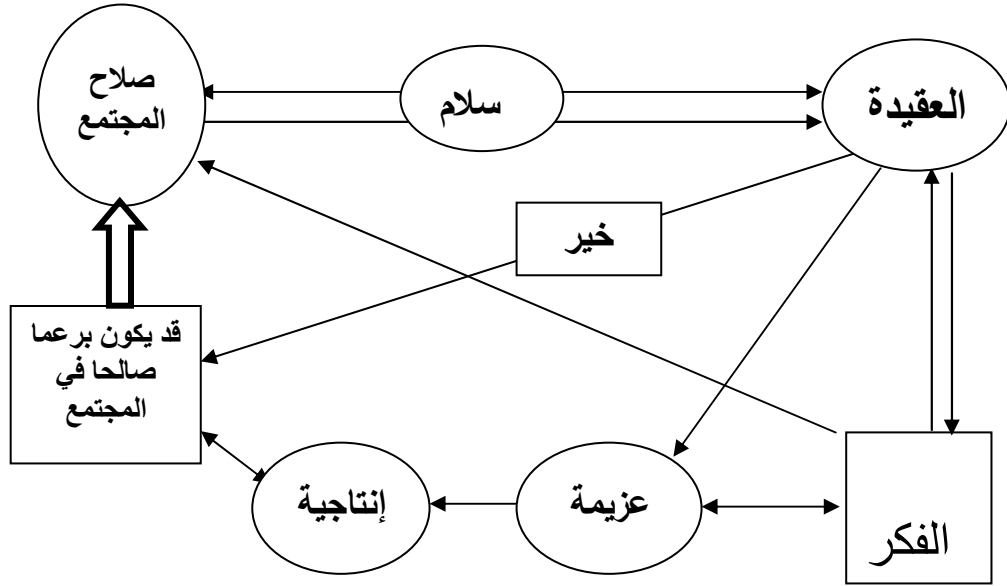 صلاح
المجتمع
سلام
العقيدة
خير
قد يكون برعما
صالحا في
المجتمع
إنتاجية
عزيمة
الفكر